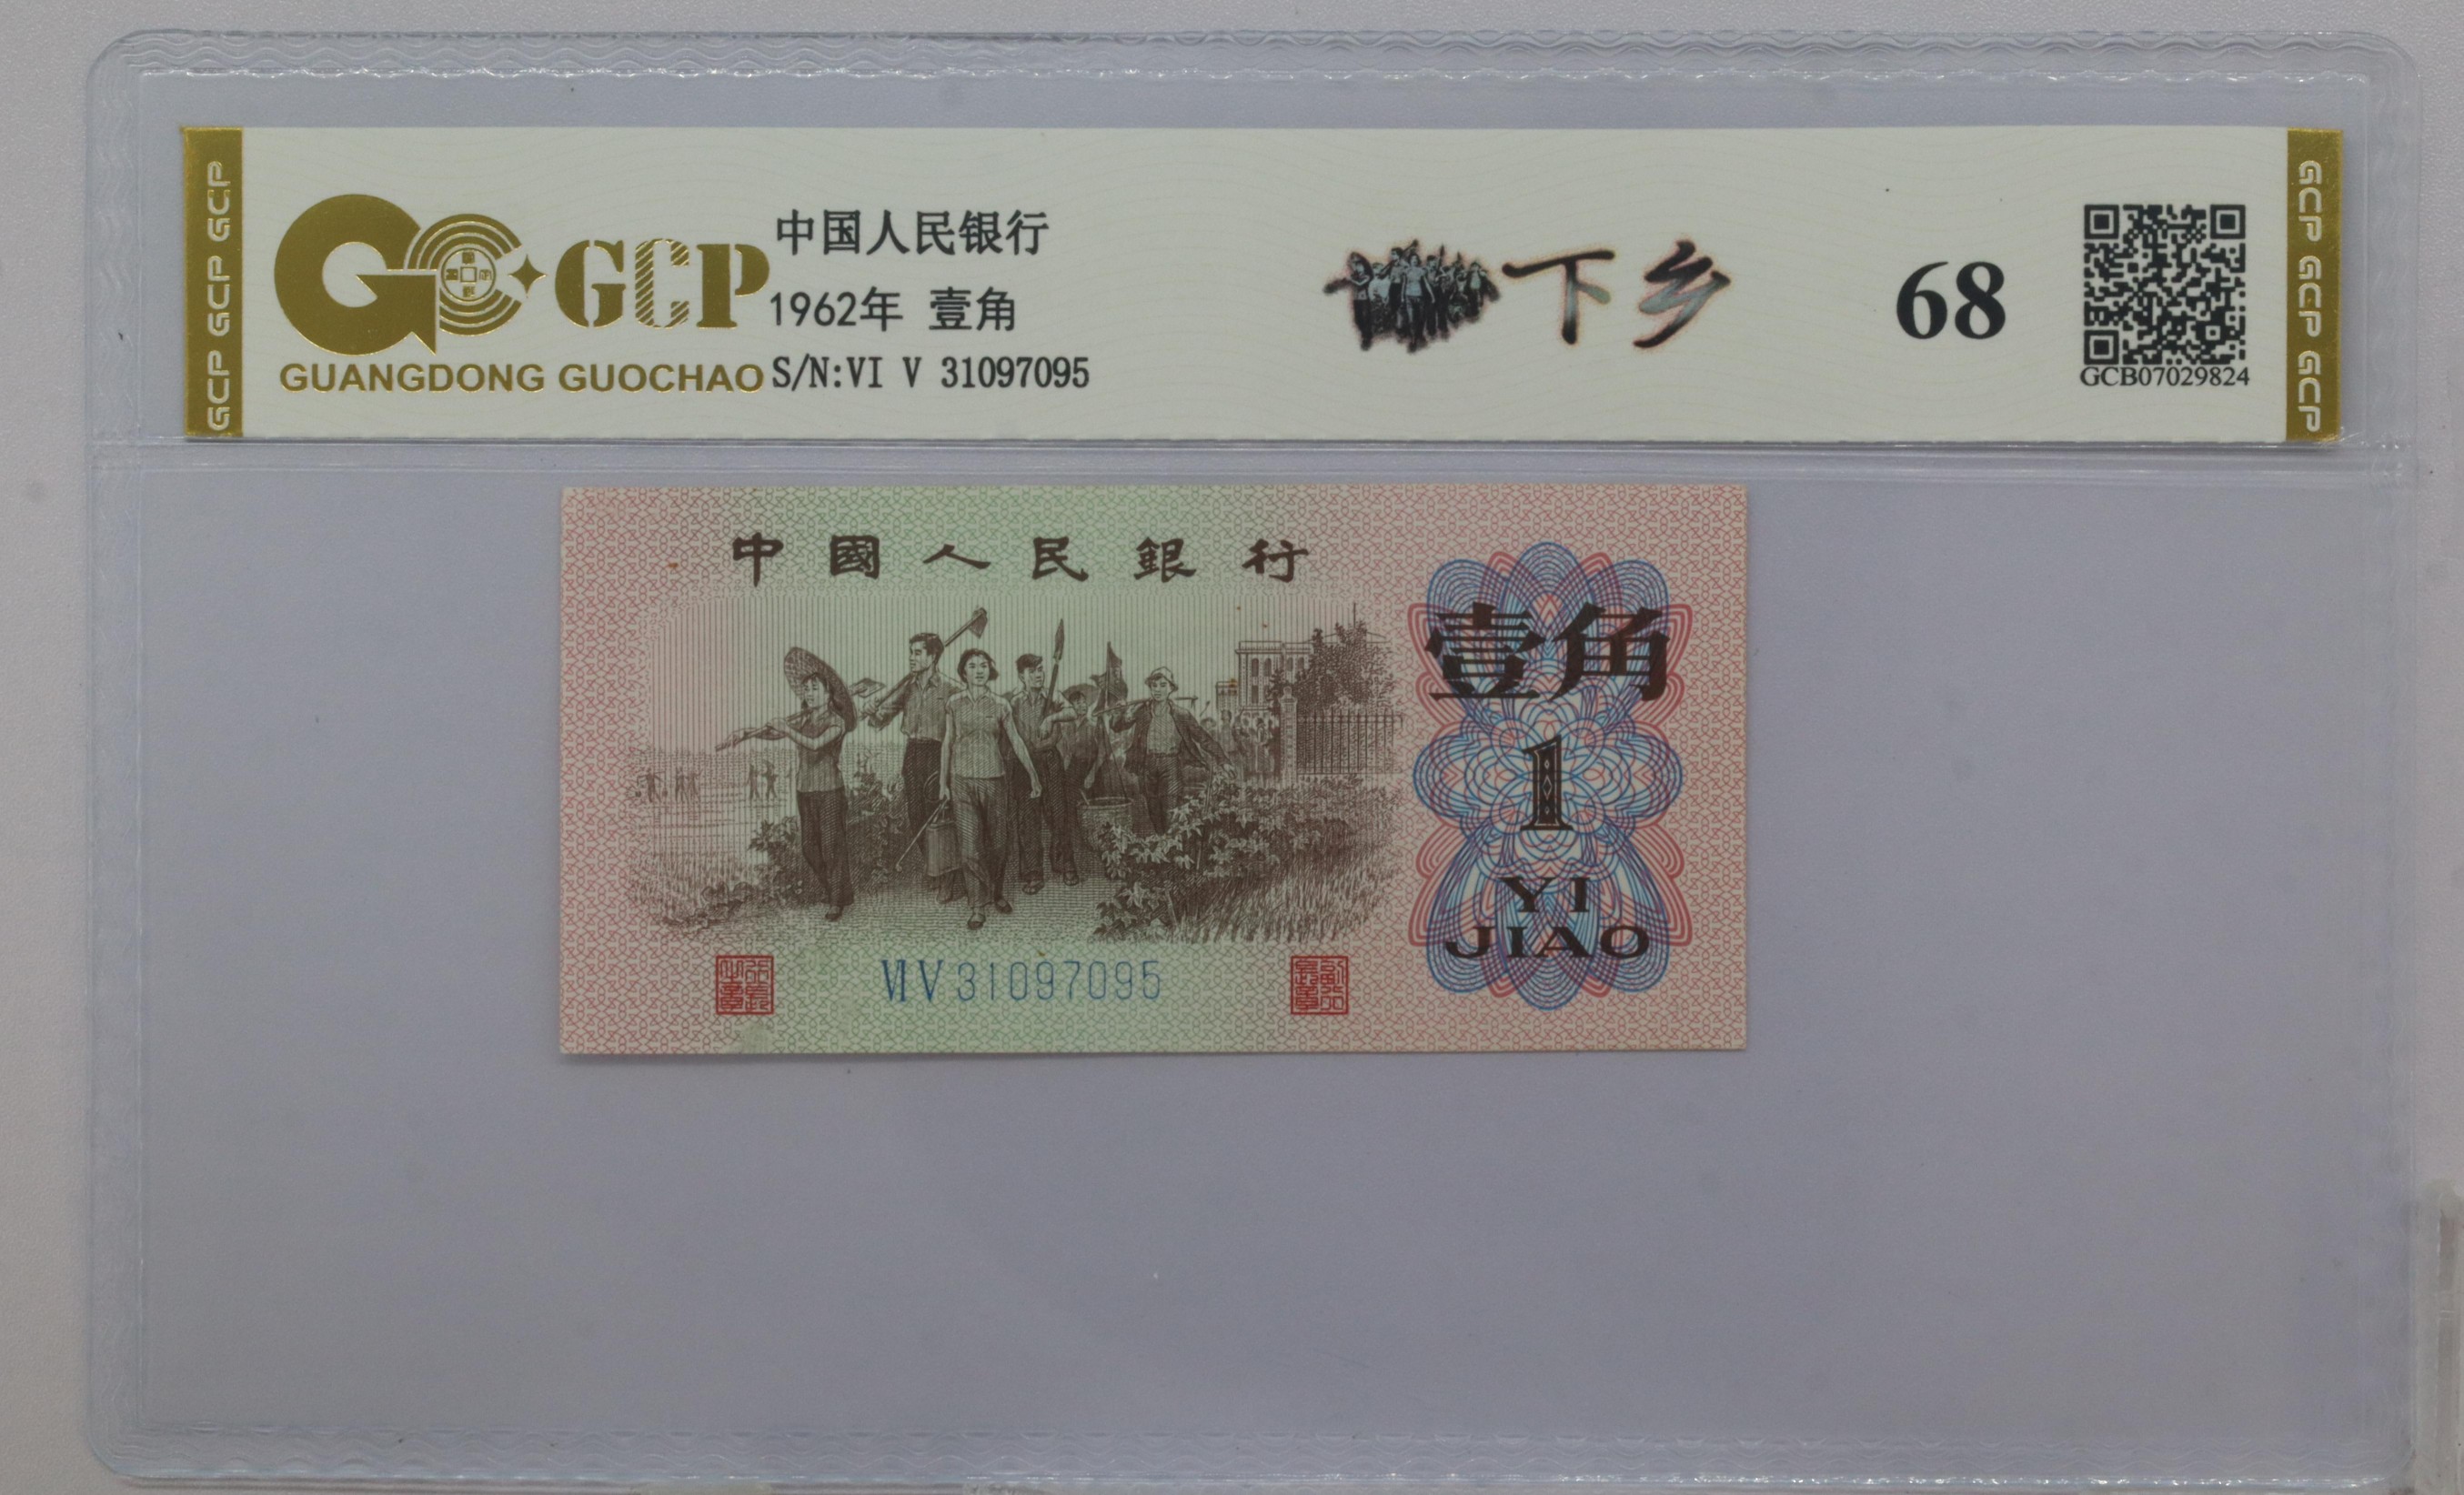 GCP GCP GCP
GCP
GUANGDONG GUOCHAO
中国人民银行
1962年 壹角
S/N:VI V 31097095
下乡
68
GCB07029824
GCP GCP GCP
中國人民銀行
壹角
1
YI
JIAO
VI V 31097095